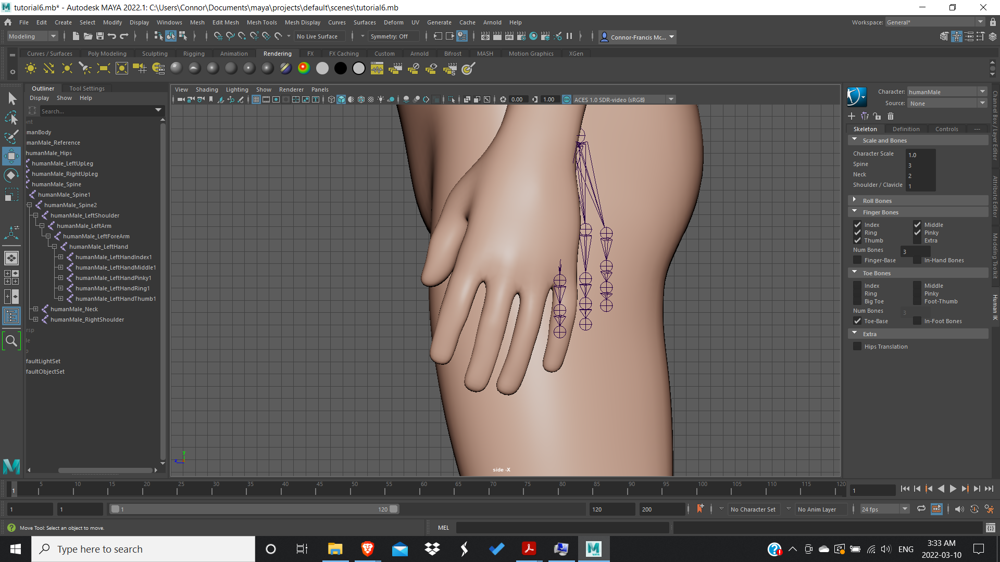 tutorial6.mb* - Autodesk MAYA 2022.1: C:\Users\Connor\Documents\maya\projects\default\scenes\tutorial6.mb
File Edit Create Select Modify Display Windows Mesh Edit Mesh Mesh Tools Mesh Display Curves Surfaces Deform UV Generate Cache Arnold Help
Workspace: General*
Modeling
No Live Surface
Symmetry: Off
Connor-Francis Mc...
Curves / Surfaces Poly Modeling Sculpting Rigging Animation Rendering FX FX Caching Custom Arnold Bifrost MASH Motion Graphics XGen
IPR
Outliner Tool Settings
Display Show Help
Search...
ont
manBody
manMale_Reference
humanMale_Hips
humanMale_LeftUpLeg
humanMale_RightUpLeg
humanMale_Spine
humanMale_Spine1
humanMale_Spine2
humanMale_LeftShoulder
humanMale_LeftArm
humanMale_LeftForeArm
humanMale_LeftHand
humanMale_LeftHandIndex1
humanMale_LeftHandMiddle1
humanMale_LeftHandPinky1
humanMale_LeftHandRing1
humanMale_LeftHandThumb1
humanMale_Neck
humanMale_RightShoulder
rsp
de
p
faultLightSet
faultObjectSet
View Shading Lighting Show Renderer Panels
0.00
1.00
ON
ACES 1.0 SDR-video (sRGB)
y
z
side -X
Character: humanMale
Source: None
Skeleton Definition Controls ---
Scale and Bones
Character Scale 1.0
Spine 3
Neck 2
Shoulder / Clavicle 1
Roll Bones
Finger Bones
Index Middle
Ring Pinky
Thumb Extra
Num Bones 3
Finger-Base In-Hand Bones
Toe Bones
Index Middle
Ring Pinky
Big Toe Foot-Thumb
Num Bones 3
Toe-Base In-Foot Bones
Extra
Hips Translation
Channel Box / Layer Editor
Attribute Editor
Modeling Toolkit
Human IK
1 5 10 15 20 25 30 35 40 45 50 55 60 65 70 75 80 85 90 95 100 105 110 115 120
1
1 1 1 120 120 200
No Character Set
No Anim Layer
24 fps
Move Tool: Select an object to move.
MEL
Type here to search
MAYA
ENG
3:33 AM
2022-03-10